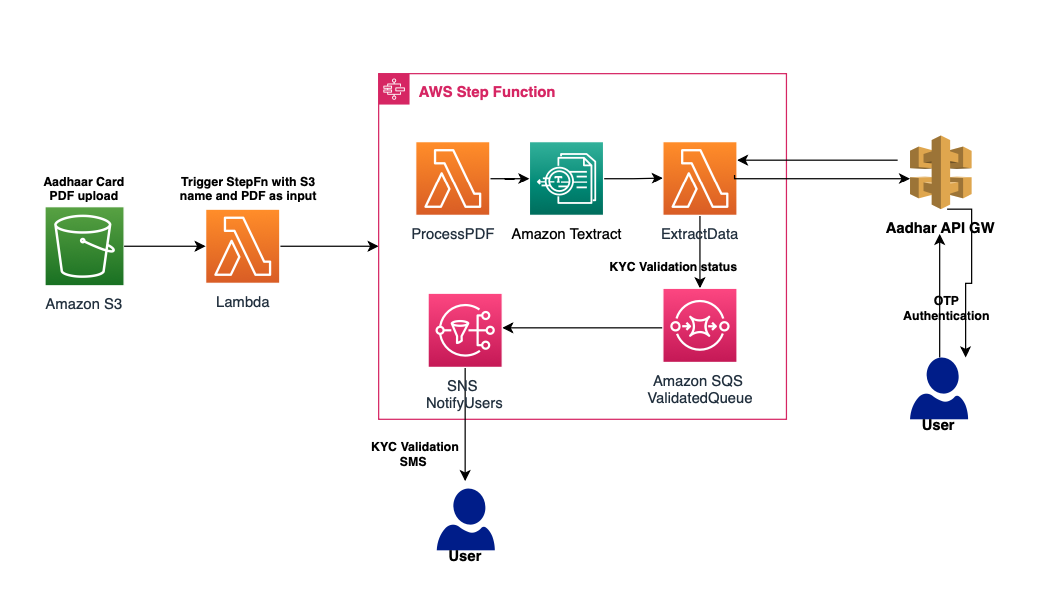 AWS Step Function
Aadhaar Card
PDF upload
Trigger StepFn with S3
name and PDF as input
Amazon S3
Lambda
ProcessPDF
Amazon Textract
ExtractData
Aadhar API GW
KYC Validation status
OTP
Authentication
SNS
NotifyUsers
Amazon SQS
ValidatedQueue
User
KYC Validation
SMS
User